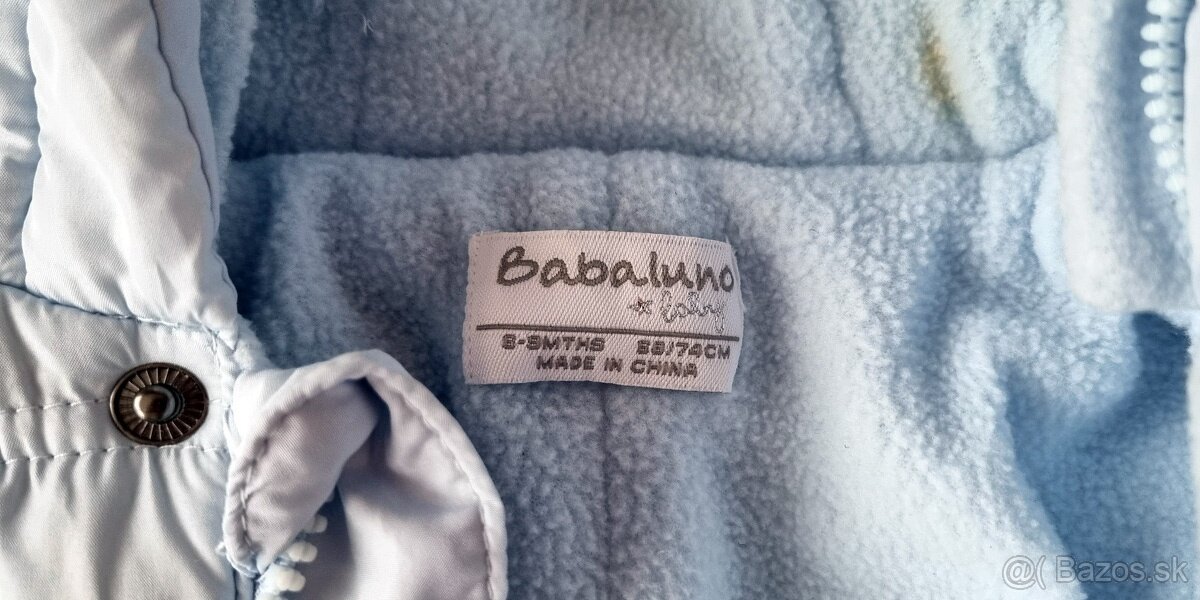 Babaluno
baby
6-9MTHS 68/74CM
MADE IN CHINA
@( Bazos.sk